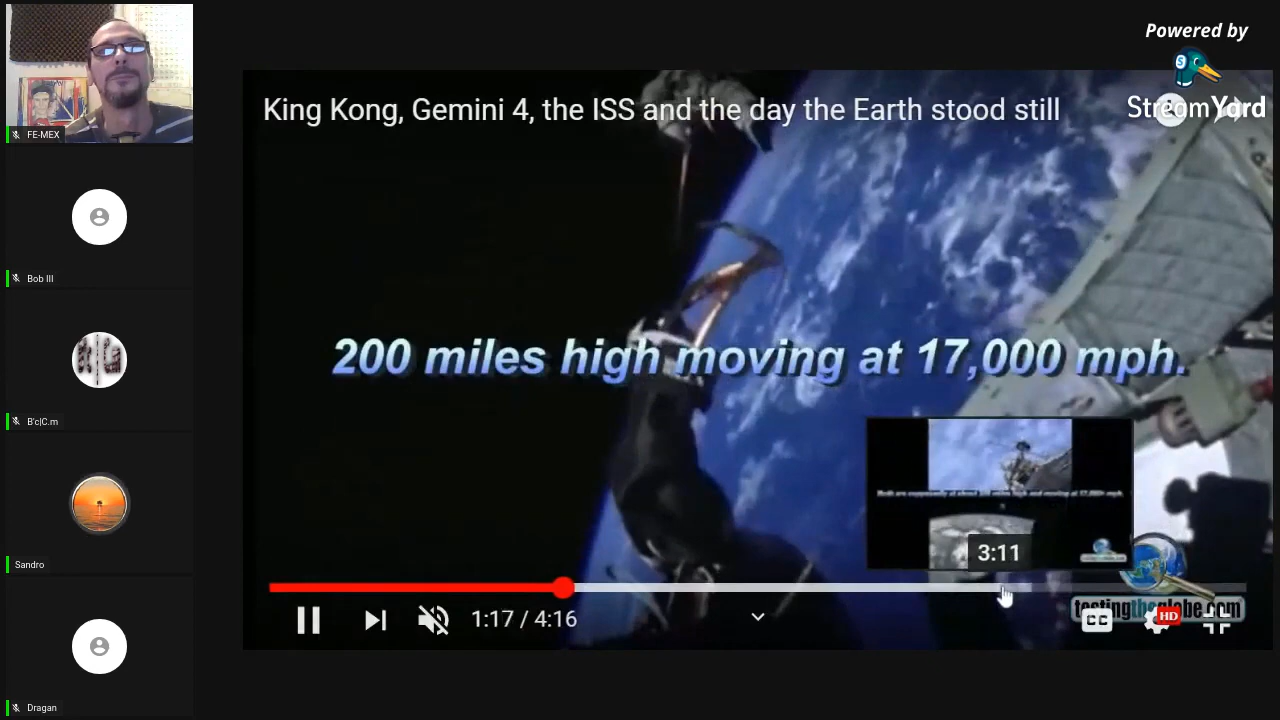 Powered by
StreamYard
King Kong, Gemini 4, the ISS and the day the Earth stood still
200 miles high moving at 17,000 mph.
3:11
testingtheglobe.com
1:17 / 4:16
CC
HD
FE-MEX
Bob III
B'c|C.m
Sandro
Dragan